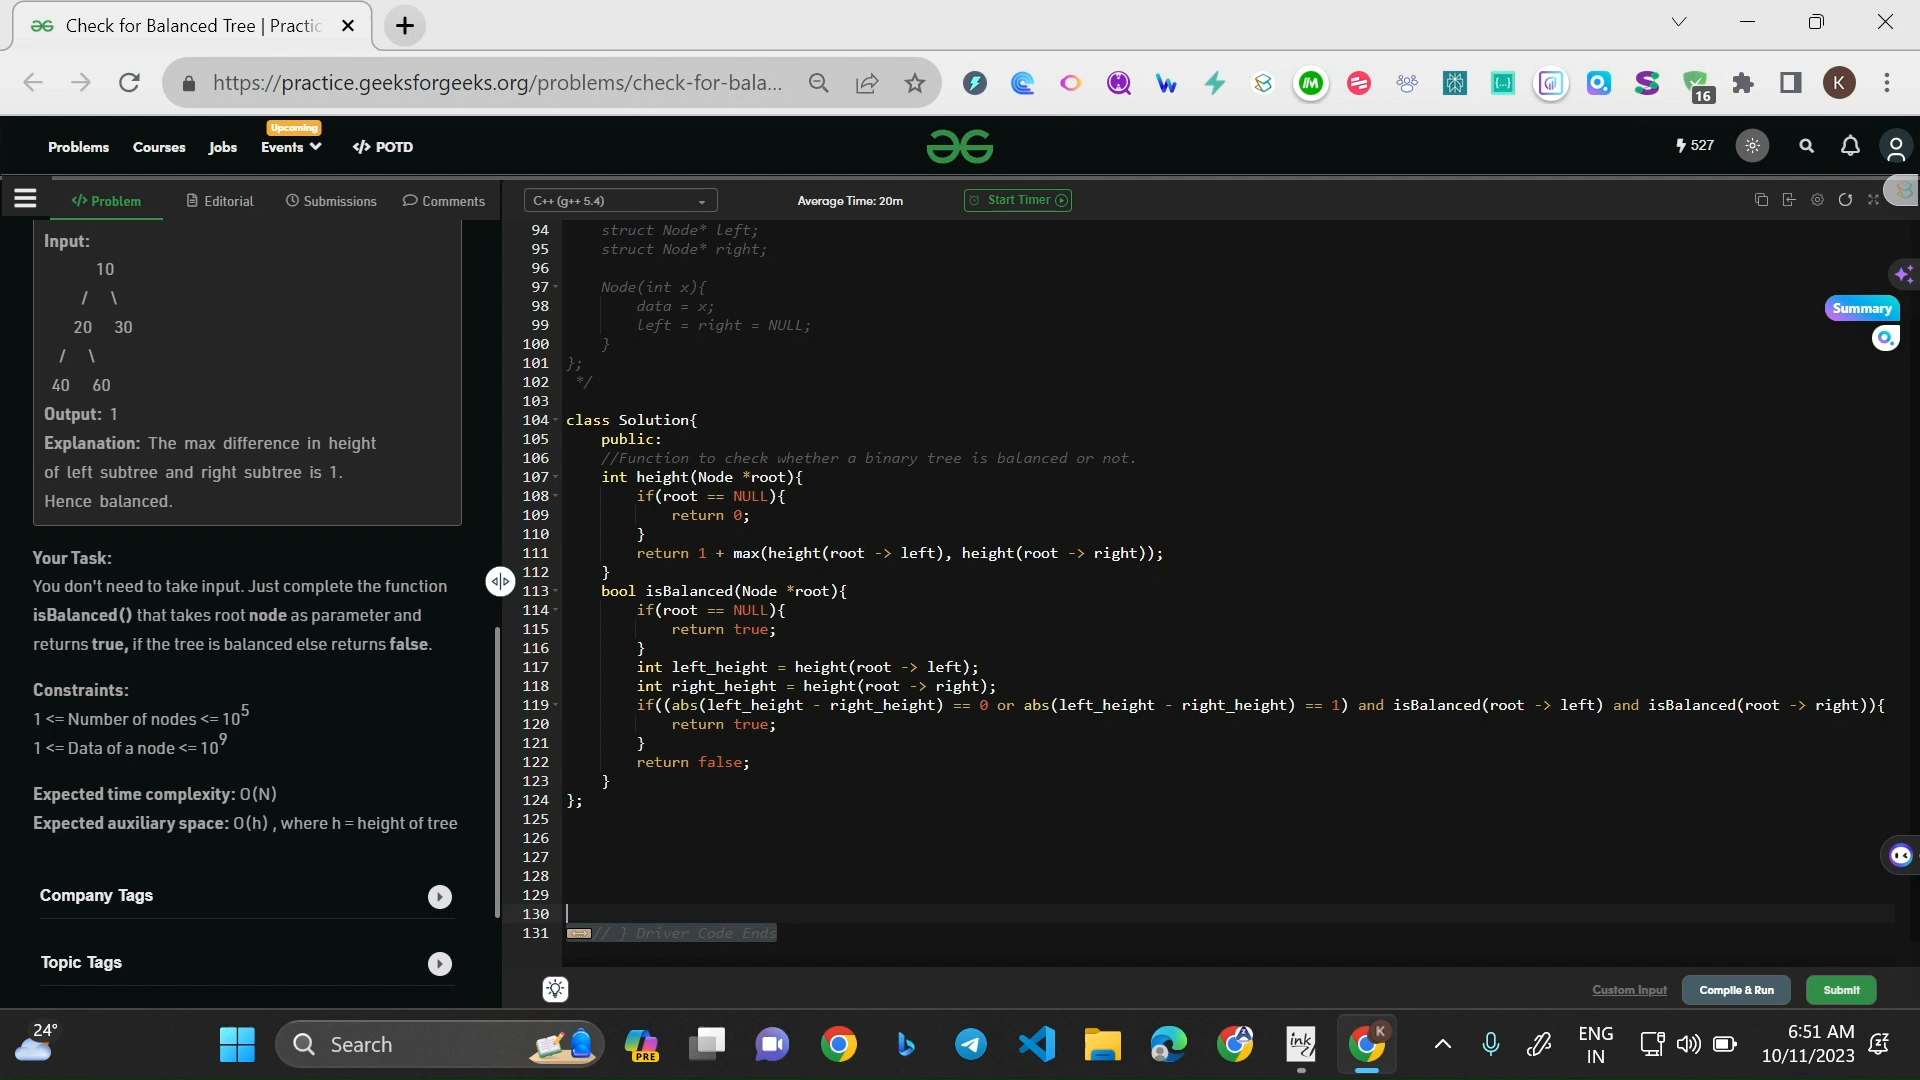 Check for Balanced Tree | Practic
https://practice.geeksforgeeks.org/problems/check-for-bala...
16
K
Problems
Courses
Jobs
Upcoming
Events
</> POTD
527
</> Problem
Editorial
Submissions
Comments
C++ (g++ 5.4)
Average Time: 20m
Start Timer
Input:
10
/ \
20 30
/ \
40 60
Output: 1
Explanation: The max difference in height
of left subtree and right subtree is 1.
Hence balanced.
Your Task:
You don't need to take input. Just complete the function
isBalanced() that takes root node as parameter and
returns true, if the tree is balanced else returns false.
Constraints:
1 <= Number of nodes <= 10^5
1 <= Data of a node <= 10^9
Expected time complexity: O(N)
Expected auxiliary space: O(h) , where h = height of tree
Company Tags
Topic Tags
94 struct Node* left;
95 struct Node* right;
96
97 Node(int x){
98 data = x;
99 left = right = NULL;
100 }
101 };
102 */
103
104 class Solution{
105 public:
106 //Function to check whether a binary tree is balanced or not.
107 int height(Node *root){
108 if(root == NULL){
109 return 0;
110 }
111 return 1 + max(height(root -> left), height(root -> right));
112 }
113 bool isBalanced(Node *root){
114 if(root == NULL){
115 return true;
116 }
117 int left_height = height(root -> left);
118 int right_height = height(root -> right);
119 if((abs(left_height - right_height) == 0 or abs(left_height - right_height) == 1) and isBalanced(root -> left) and isBalanced(root -> right)){
120 return true;
121 }
122 return false;
123 }
124 };
125
126
127
128
129
130
131 // } Driver Code Ends
Summary
Custom Input
Compile & Run
Submit
24°
Search
PRE
ink
K
ENG
IN
6:51 AM
10/11/2023